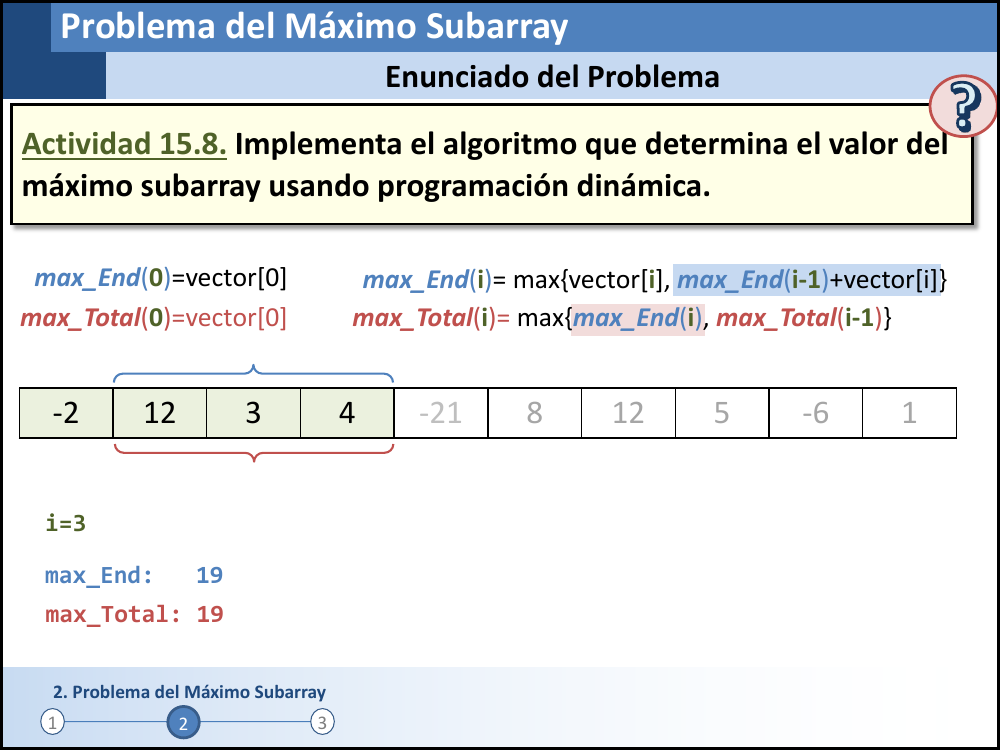 Problema del Máximo Subarray
Enunciado del Problema
?
Actividad 15.8. Implementa el algoritmo que determina el valor del
máximo subarray usando programación dinámica.
max_End(0)=vector[0]
max_End(i)= max{vector[i], max_End(i-1)+vector[i]}
max_Total(0)=vector[0]
max_Total(i)= max{max_End(i), max_Total(i-1)}
-2 12 3 4 -21 8 12 5 -6 1
i=3
max_End: 19
max_Total: 19
2. Problema del Máximo Subarray
1 2 3